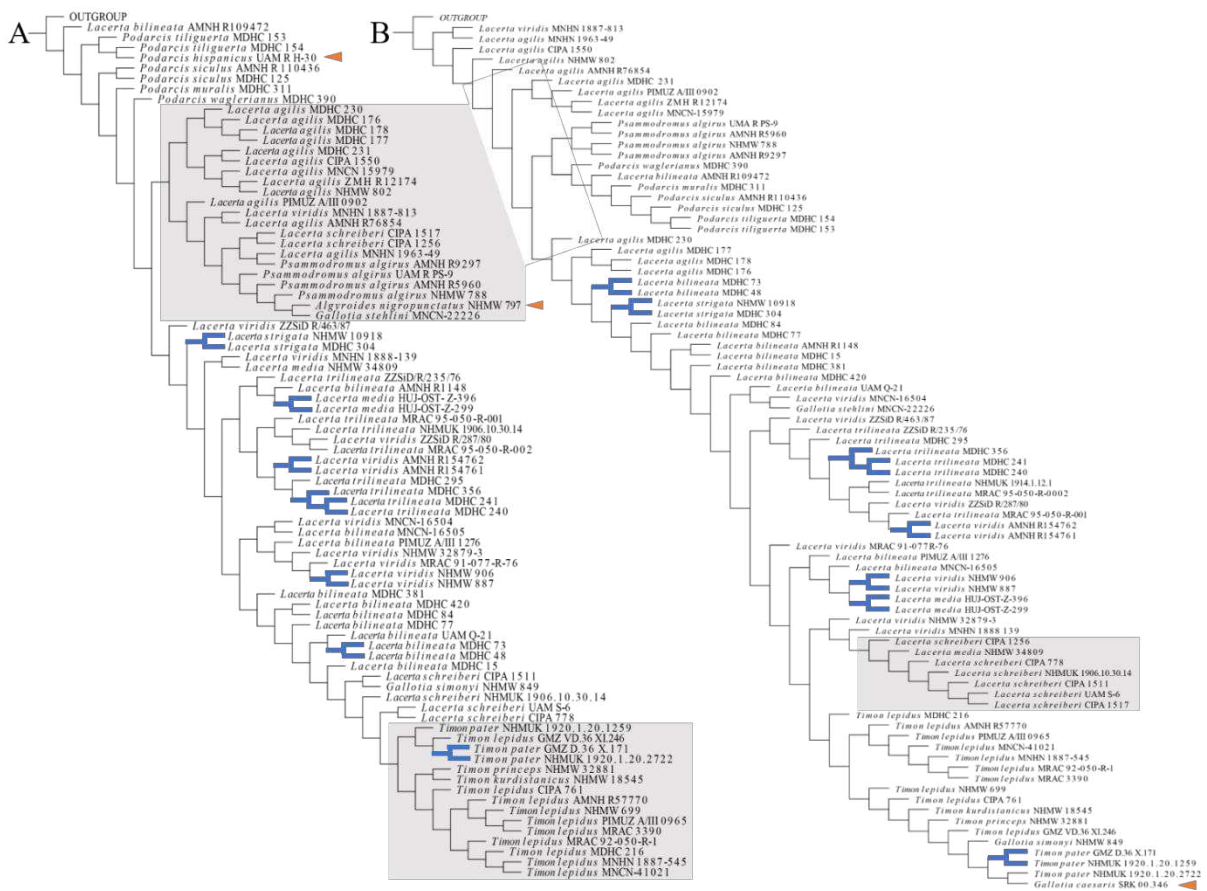 A
OUTGROUP
Lacerta bilineata AMNH R109472
Podarcis tiliguerta MDHC 153
Podarcis tiliguerta MDHC 154
Podarcis hispanicus UAM R H-30
Podarcis siculus AMNH R 110436
Podarcis siculus MDHC 125
Podarcis muralis MDHC 311
Podarcis waglerianus MDHC 390
Lacerta agilis MDHC 230
Lacerta agilis MDHC 176
Lacerta agilis MDHC 178
Lacerta agilis MDHC 177
Lacerta agilis MDHC 231
Lacerta agilis CIPA 1550
Lacerta agilis MNCN 15979
Lacerta agilis ZMH R12174
Lacerta agilis NHMW 802
Lacerta agilis PIMUZ A/III 0902
Lacerta viridis MNHN 1887-813
Lacerta agilis AMNH R76854
Lacerta schreiberi CIPA 1517
Lacerta schreiberi CIPA 1256
Lacerta agilis MNHN 1963-49
Psammodromus algirus AMNH R9297
Psammodromus algirus UAM R PS-9
Psammodromus algirus AMNH R5960
Psammodromus algirus NHMW 788
Algyroides nigropunctatus NHMW 797
Gallotia stehlini MNCN-22226
Lacerta viridis ZZSiD R/463/87
Lacerta strigata NHMW 10918
Lacerta strigata MDHC 304
Lacerta viridis MNHN 1888-139
Lacerta media NHMW 34809
Lacerta trilineata ZZSiD/R/235/76
Lacerta bilineata AMNH R1148
Lacerta media HUJ-OST- Z-396
Lacerta media HUJ-OST-Z-299
Lacerta trilineata MRAC 95-050-R-001
Lacerta trilineata NHMUK 1906.10.30.14
Lacerta viridis ZZSiD R/287/80
Lacerta trilineata MRAC 95-050-R-002
Lacerta viridis AMNH R154762
Lacerta viridis AMNH R154761
Lacerta trilineata MDHC 295
Lacerta trilineata MDHC 356
Lacerta trilineata MDHC 241
Lacerta trilineata MDHC 240
Lacerta viridis MNCN-16504
Lacerta bilineata MNCN-16505
Lacerta bilineata PIMUZ A/III 1276
Lacerta viridis NHMW 32879-3
Lacerta viridis MRAC 91-077-R-76
Lacerta viridis NHMW 906
Lacerta viridis NHMW 887
Lacerta bilineata MDHC 381
Lacerta bilineata MDHC 420
Lacerta bilineata MDHC 84
Lacerta bilineata MDHC 77
Lacerta bilineata UAM Q-21
Lacerta bilineata MDHC 73
Lacerta bilineata MDHC 48
Lacerta bilineata MDHC 15
Lacerta schreiberi CIPA 1511
Gallotia simonyi NHMW 849
Lacerta schreiberi NHMUK 1906.10.30.14
Lacerta schreiberi UAM S-6
Lacerta schreiberi CIPA 778
Timon pater NHMUK 1920.1.20.1259
Timon lepidus GMZ VD.36 XI.246
Timon pater GMZ D.36 X.171
Timon pater NHMUK 1920.1.20.2722
Timon princeps NHMW 32881
Timon kurdistanicus NHMW 18545
Timon lepidus CIPA 761
Timon lepidus AMNH R57770
Timon lepidus NHMW 699
Timon lepidus PIMUZ A/III 0965
Timon lepidus MRAC 3390
Timon lepidus MRAC 92-050-R-1
Timon lepidus MDHC 216
Timon lepidus MNHN 1887-545
Timon lepidus MNCN-41021
B
OUTGROUP
Lacerta viridis MNHN 1887-813
Lacerta agilis MNHN 1963-49
Lacerta agilis CIPA 1550
Lacerta agilis NHMW 802
Lacerta agilis AMNH R76854
Lacerta agilis MDHC 231
Lacerta agilis PIMUZ A/III 0902
Lacerta agilis ZMH R12174
Lacerta agilis MNCN-15979
Psammodromus algirus UMA R PS-9
Psammodromus algirus AMNH R5960
Psammodromus algirus NHMW 788
Psammodromus algirus AMNH R9297
Podarcis waglerianus MDHC 390
Lacerta bilineata AMNH R109472
Podarcis muralis MDHC 311
Podarcis siculus AMNH R110436
Podarcis siculus MDHC 125
Podarcis tiliguerta MDHC 154
Podarcis tiliguerta MDHC 153
Lacerta agilis MDHC 230
Lacerta agilis MDHC 177
Lacerta agilis MDHC 178
Lacerta agilis MDHC 176
Lacerta bilineata MDHC 73
Lacerta bilineata MDHC 48
Lacerta strigata NHMW 10918
Lacerta strigata MDHC 304
Lacerta bilineata MDHC 84
Lacerta bilineata MDHC 77
Lacerta bilineata AMNH R1148
Lacerta bilineata MDHC 15
Lacerta bilineata MDHC 381
Lacerta bilineata MDHC 420
Lacerta bilineata UAM Q-21
Lacerta viridis MNCN-16504
Gallotia stehlini MNCN-22226
Lacerta viridis ZZSiD R/463/87
Lacerta trilineata ZZSiD R/235/76
Lacerta trilineata MDHC 295
Lacerta trilineata MDHC 356
Lacerta trilineata MDHC 241
Lacerta trilineata MDHC 240
Lacerta trilineata NHMUK 1914.1.12.1
Lacerta trilineata MRAC 95-050-R-0002
Lacerta viridis ZZSiD R/287/80
Lacerta trilineata MRAC 95-050-R-001
Lacerta viridis AMNH R154762
Lacerta viridis AMNH R154761
Lacerta viridis MRAC 91-077R-76
Lacerta bilineata PIMUZ A/III 1276
Lacerta bilineata MNCN-16505
Lacerta viridis NHMW 906
Lacerta viridis NHMW 887
Lacerta media HUJ-OST-Z-396
Lacerta media HUJ-OST-Z-299
Lacerta viridis NHMW 32879-3
Lacerta viridis MNHN 1888 139
Lacerta schreiberi CIPA 1256
Lacerta media NHMW 34809
Lacerta schreiberi CIPA 778
Lacerta schreiberi NHMUK 1906.10.30.14
Lacerta schreiberi CIPA 1511
Lacerta schreiberi UAM S-6
Lacerta schreiberi CIPA 1517
Timon lepidus MDHC 216
Timon lepidus AMNH R57770
Timon lepidus PIMUZ A/III 0965
Timon lepidus MNCN-41021
Timon lepidus MNHN 1887-545
Timon lepidus MRAC 92-050-R-1
Timon lepidus MRAC 3390
Timon lepidus NHMW 699
Timon lepidus CIPA 761
Timon kurdistanicus NHMW 18545
Timon princeps NHMW 32881
Timon lepidus GMZ VD.36 XI.246
Gallotia simonyi NHMW 849
Timon pater GMZ D.36 X.171
Timon pater NHMUK 1920.1.20.1259
Timon pater NHMUK 1920.1.20.2722
Gallotia caesaris SRK 00.346